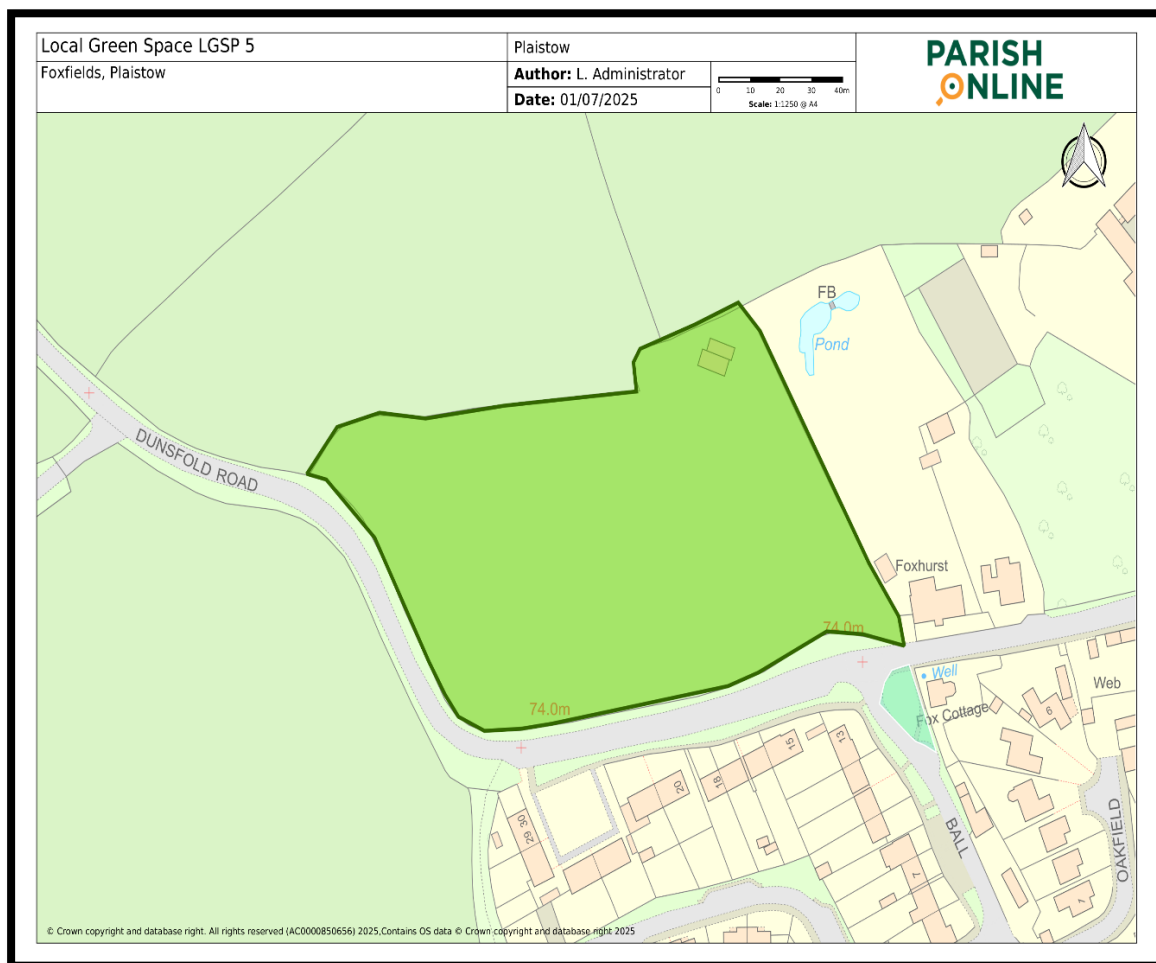 Local Green Space LGSP 5
Foxfields, Plaistow
Plaistow
Author: L. Administrator
Date: 01/07/2025
0 10 20 30 40m
Scale: 1:1250 @ A4
PARISH
ONLINE
FB
Pond
DUNSFOLD ROAD
Foxhurst
74.0m
Well
Web
Fox Cottage
9
74.0m
15
13
18
20
29 30
BALL
OAKFIELD
7
7
© Crown copyright and database right. All rights reserved (AC0000850656) 2025,Contains OS data © Crown copyright and database right 2025